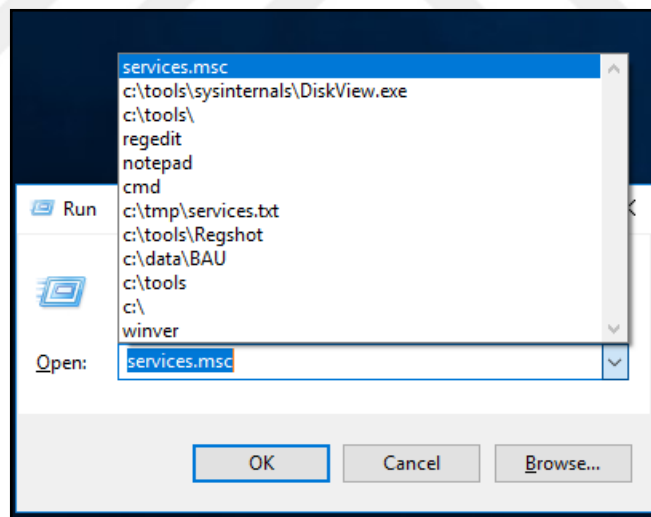 services.msc
c:\tools\sysinternals\DiskView.exe
c:\tools\
regedit
notepad
cmd
c:\tmp\services.txt
c:\tools\Regshot
c:\data\BAU
c:\tools
c:\
winver
Run
Open: services.msc
OK Cancel Browse...